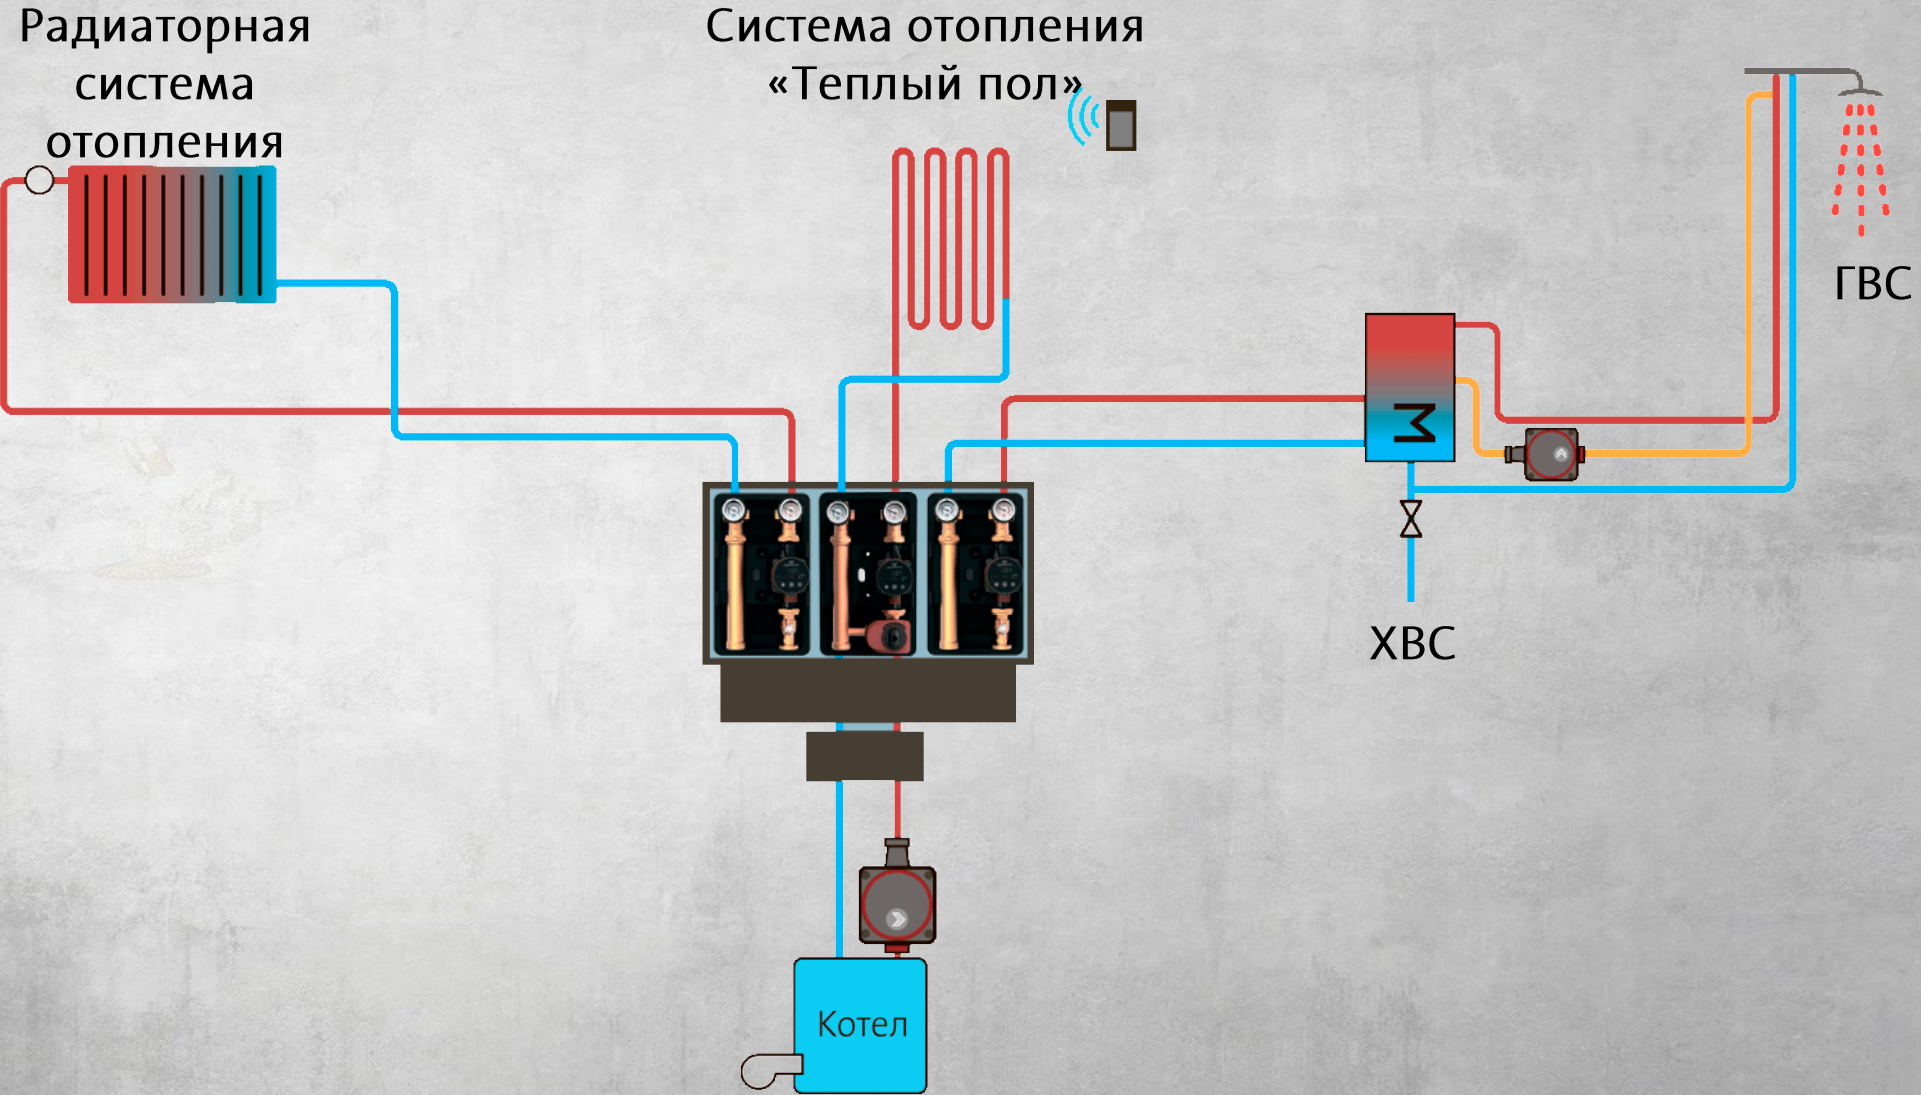 Радиаторная
система
отопления
Система отопления
«Теплый пол»
ГВС
ХВС
Котел